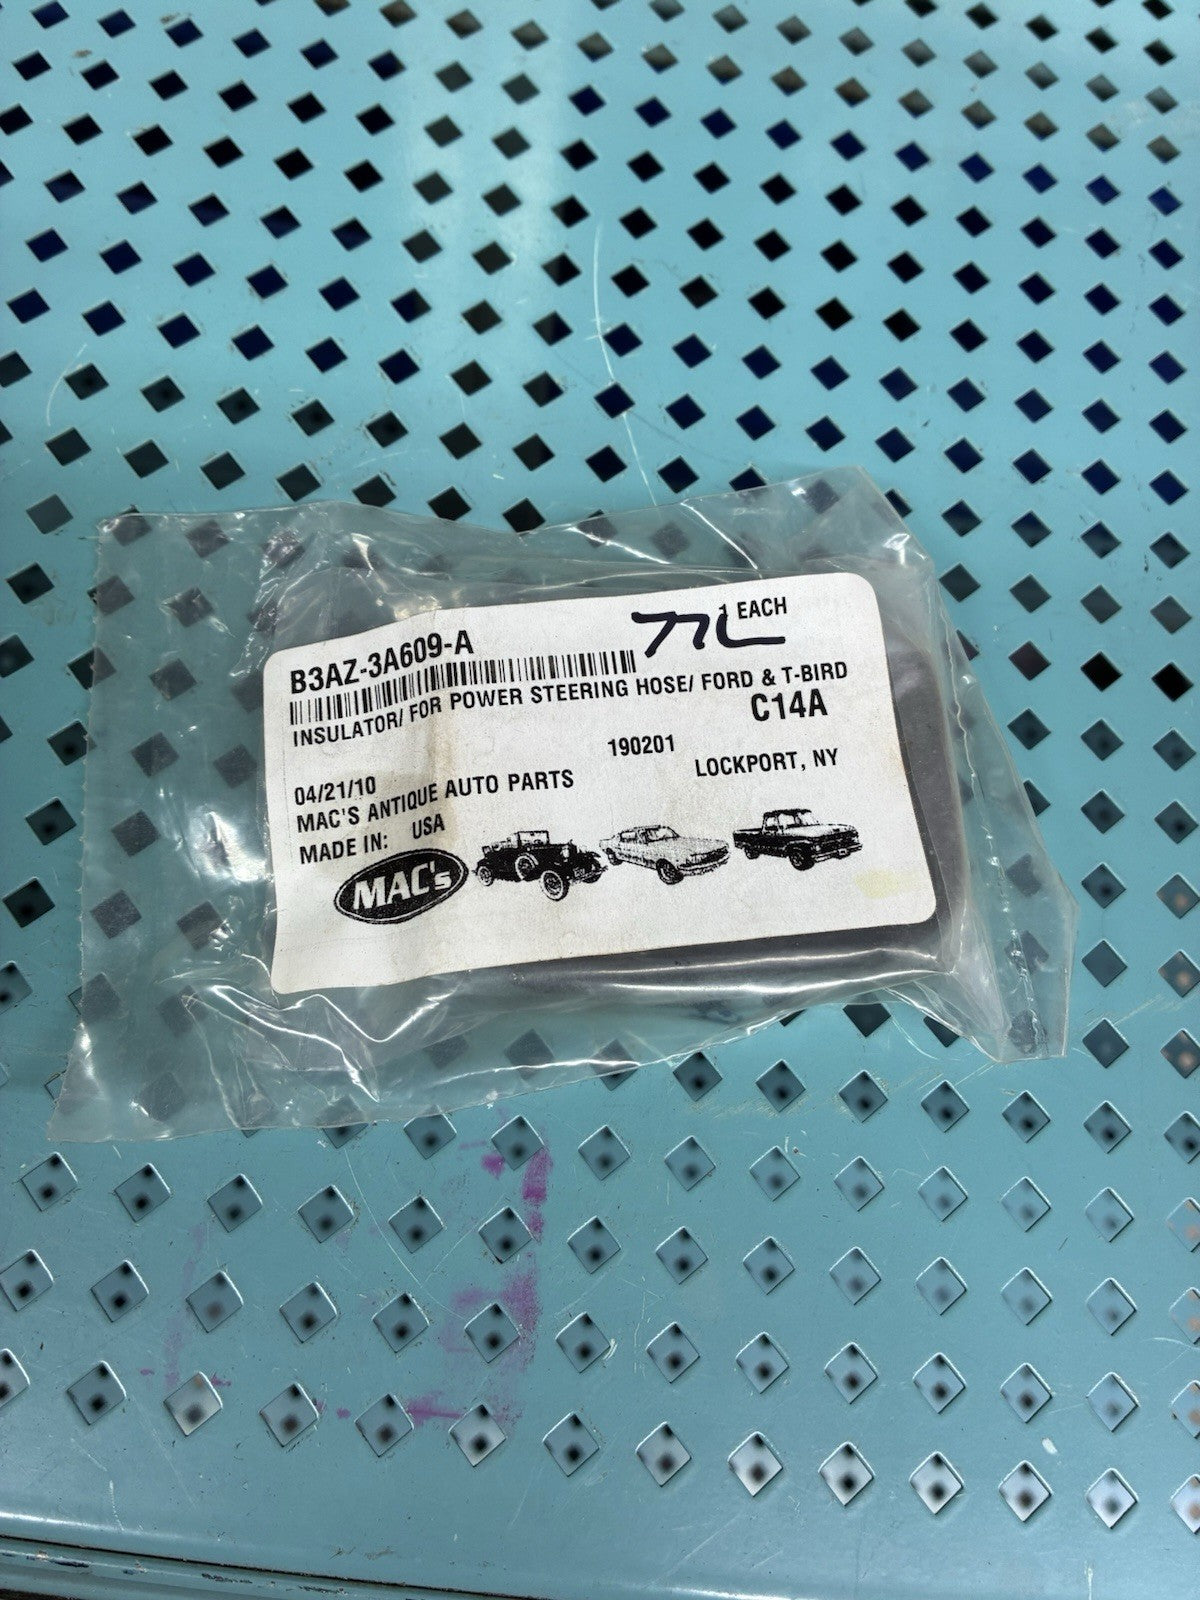 B3AZ-3A609-A
1 EACH
INSULATOR/ FOR POWER STEERING HOSE/ FORD & T-BIRD
C14A
190201
04/21/10
LOCKPORT, NY
MAC'S ANTIQUE AUTO PARTS
MADE IN: USA
MAC's